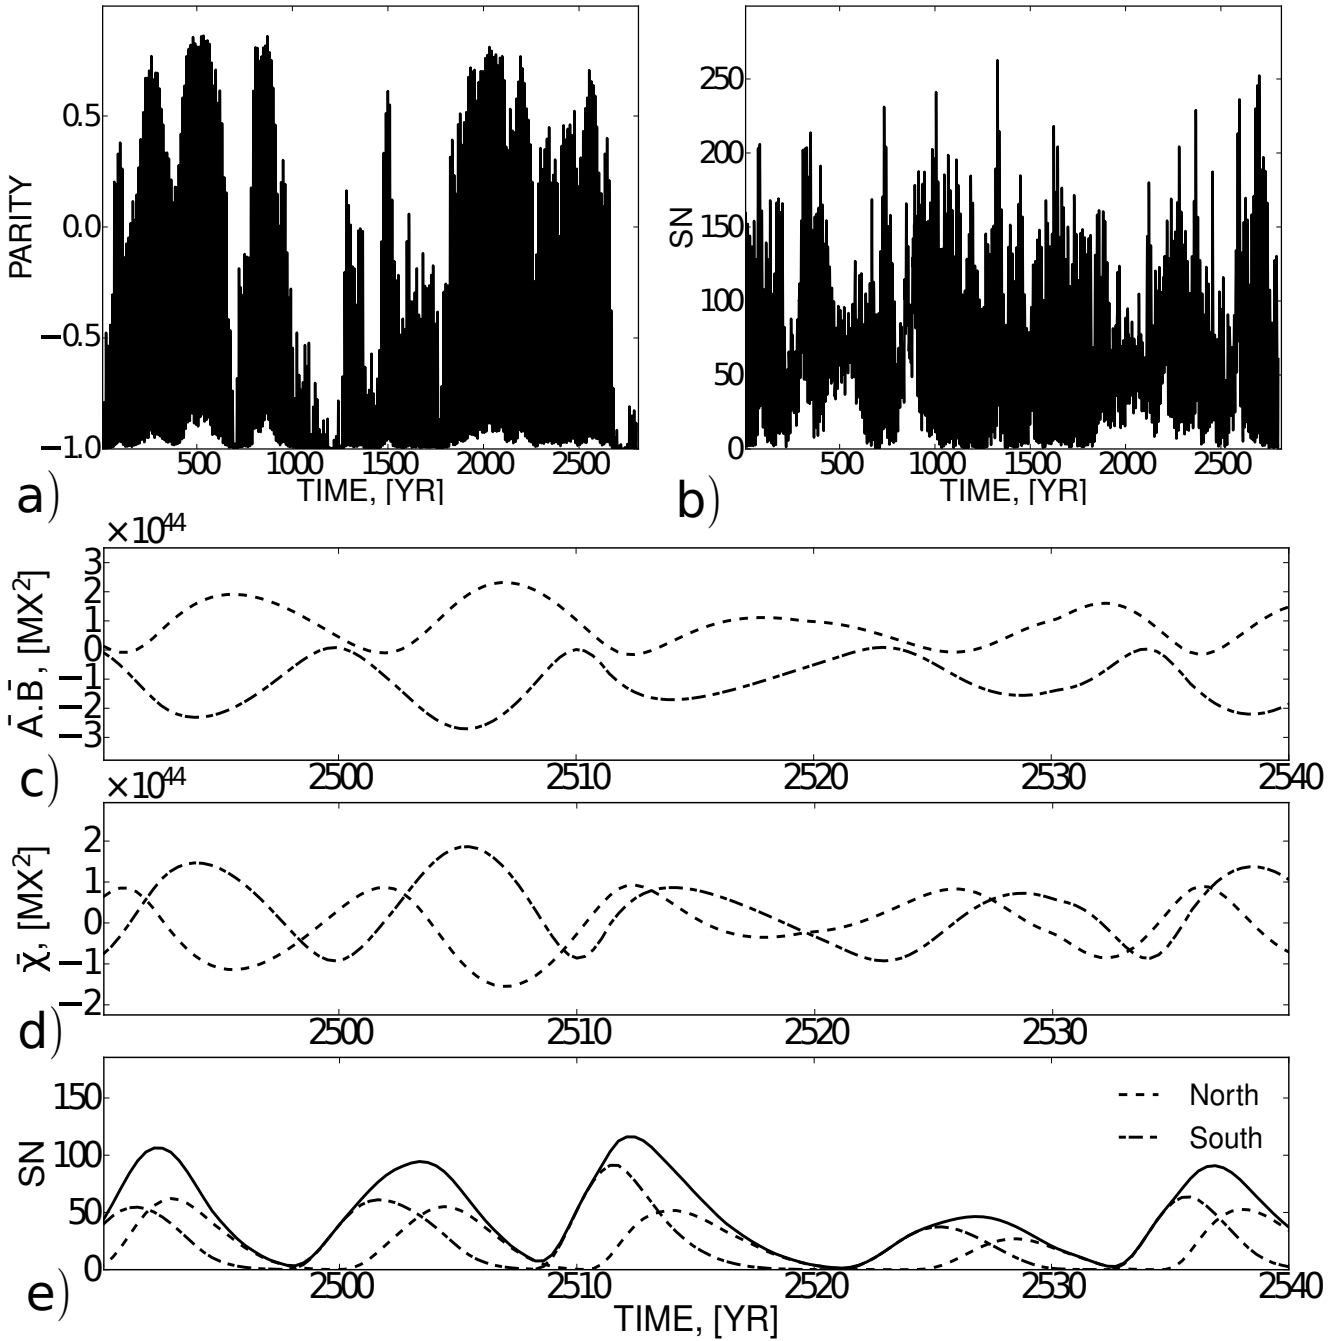 0.5
0.0
−0.5
−1.0
PARITY
500 1000 1500 2000 2500
TIME, [YR]
a)
250
200
150
100
50
0
SN
500 1000 1500 2000 2500
TIME, [YR]
b)
×10⁴⁴
3
2
1
0
−1
−2
−3
Ā.B̄, [MX²]
2500 2510 2520 2530 2540
c)
×10⁴⁴
2
1
0
−1
−2
χ̄, [MX²]
2500 2510 2520 2530
d)
150
100
50
0
SN
North
South
2500 2510 2520 2530 2540
e)
TIME, [YR]